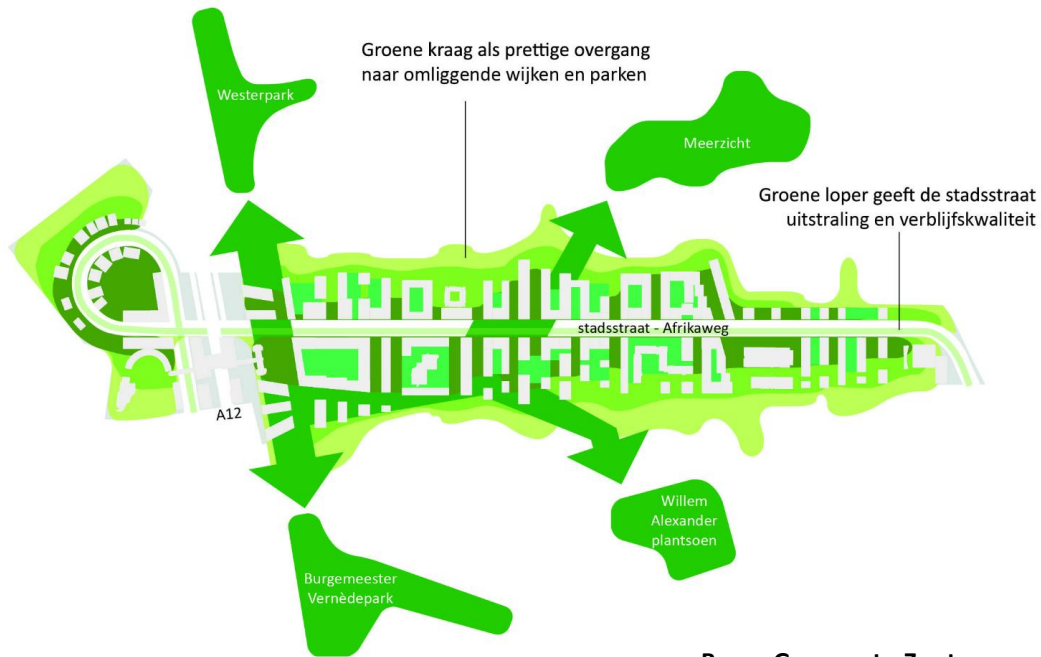 Groene kraag als prettige overgang
naar omliggende wijken en parken
Westerpark
Meerzicht
Groene loper geeft de stadsstraat
uitstraling en verblijfskwaliteit
stadsstraat - Afrikaweg
A12
Willem
Alexander
plantsoen
Burgemeester
Vernèdepark